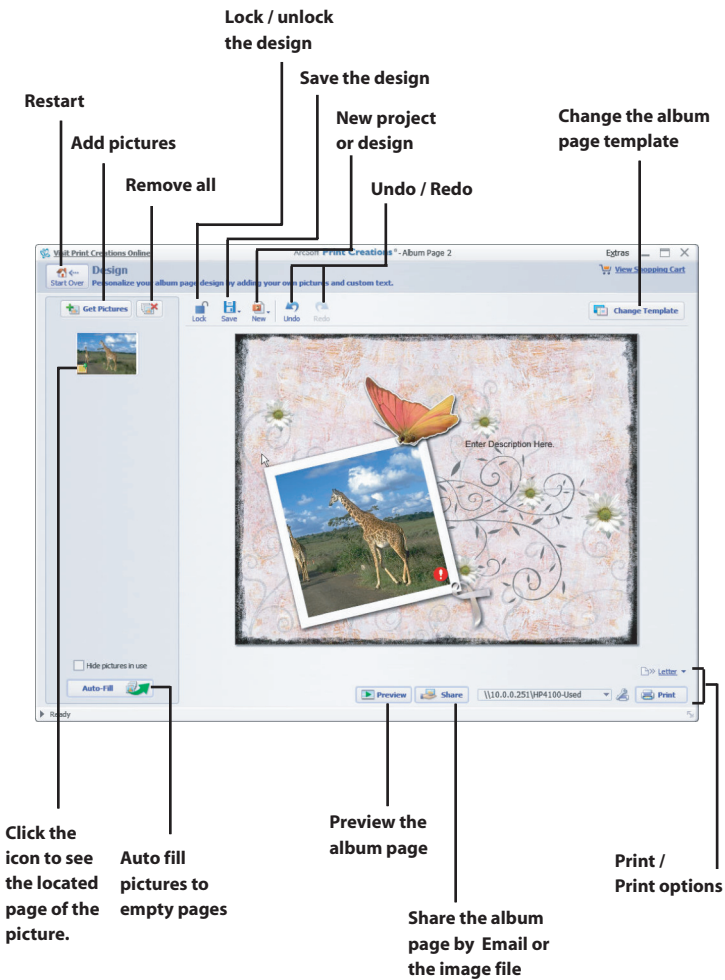 Lock / unlock
the design
Save the design
Restart
New project
or design
Change the album
page template
Add pictures
Remove all
Undo / Redo
Visit Print Creations Online!
ArcSoft Print Creations® - Album Page 2
Extras
Start Over
Design
Personalize your album page design by adding your own pictures and custom text.
View Shopping Cart
Get Pictures
Lock
Save
New
Undo
Redo
Change Template
Enter Description Here.
Hide pictures in use
Letter
Auto-Fill
Preview
Share
\\10.0.0.251\HP4100-Used
Print
Ready
Click the
icon to see
the located
page of the
picture.
Auto fill
pictures to
empty pages
Preview the
album page
Share the album
page by Email or
the image file
Print /
Print options